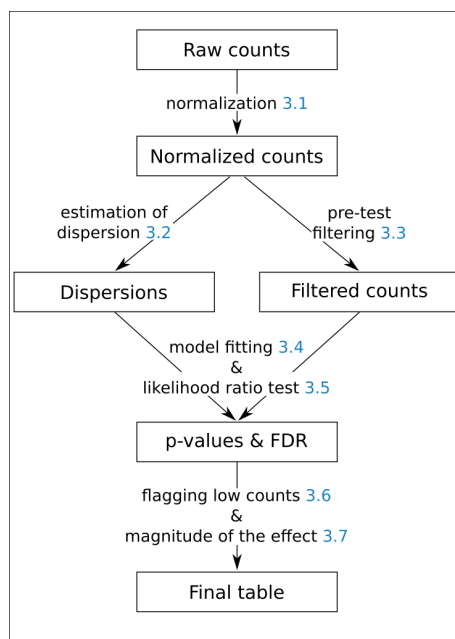 Raw counts
normalization 3.1
Normalized counts
estimation of
dispersion 3.2
pre-test
filtering 3.3
Dispersions
Filtered counts
model fitting 3.4
&
likelihood ratio test 3.5
p-values & FDR
flagging low counts 3.6
&
magnitude of the effect 3.7
Final table